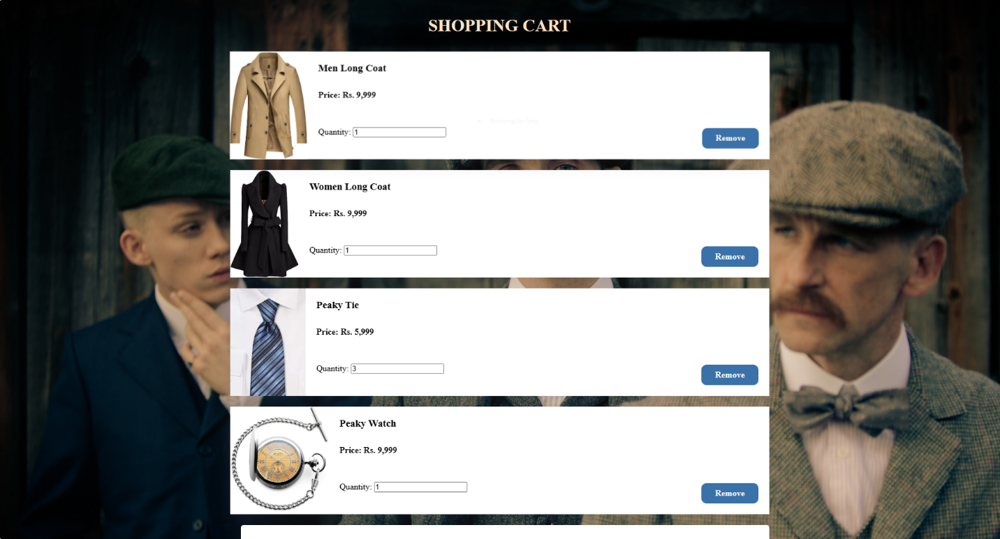 SHOPPING CART
Men Long Coat
Price: Rs. 9,999
Quantity: 1
Remove
Women Long Coat
Price: Rs. 9,999
Quantity: 1
Remove
Peaky Tie
Price: Rs. 5,999
Quantity: 3
Remove
Peaky Watch
Price: Rs. 9,999
Quantity: 1
Remove